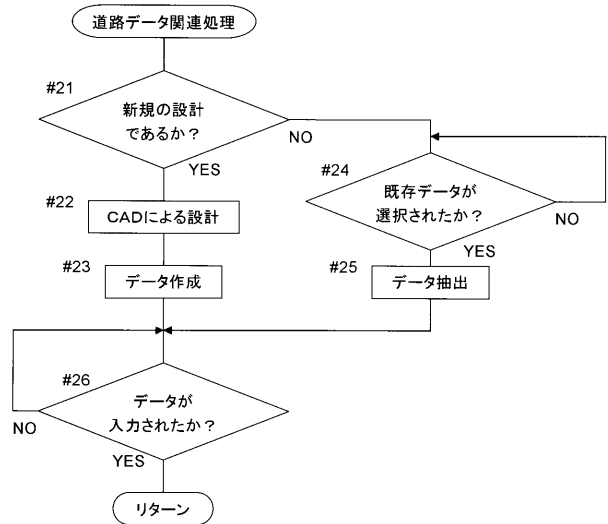 道路データ関連処理
#21
新規の設計
であるか？
NO
YES
#22
CADによる設計
#23
データ作成
#24
既存データが
選択されたか？
NO
YES
#25
データ抽出
#26
データが
入力されたか？
NO
YES
リターン